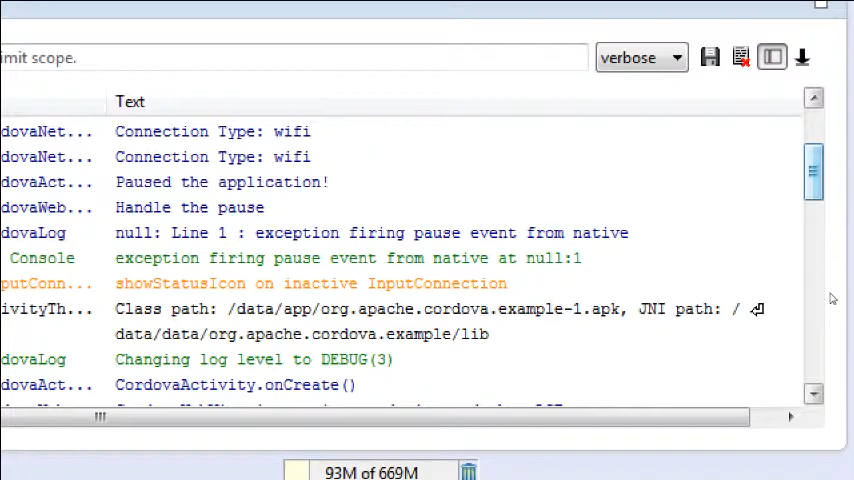 imit scope.
verbose
Text
dovaNet... Connection Type: wifi
dovaNet... Connection Type: wifi
dovaAct... Paused the application!
dovaWeb... Handle the pause
dovaLog null: Line 1 : exception firing pause event from native
Console exception firing pause event from native at null:1
putConn... showStatusIcon on inactive InputConnection
ivityTh... Class path: /data/app/org.apache.cordova.example-1.apk, JNI path: /
data/data/org.apache.cordova.example/lib
dovaLog Changing log level to DEBUG(3)
dovaAct... CordovaActivity.onCreate()
93M of 669M